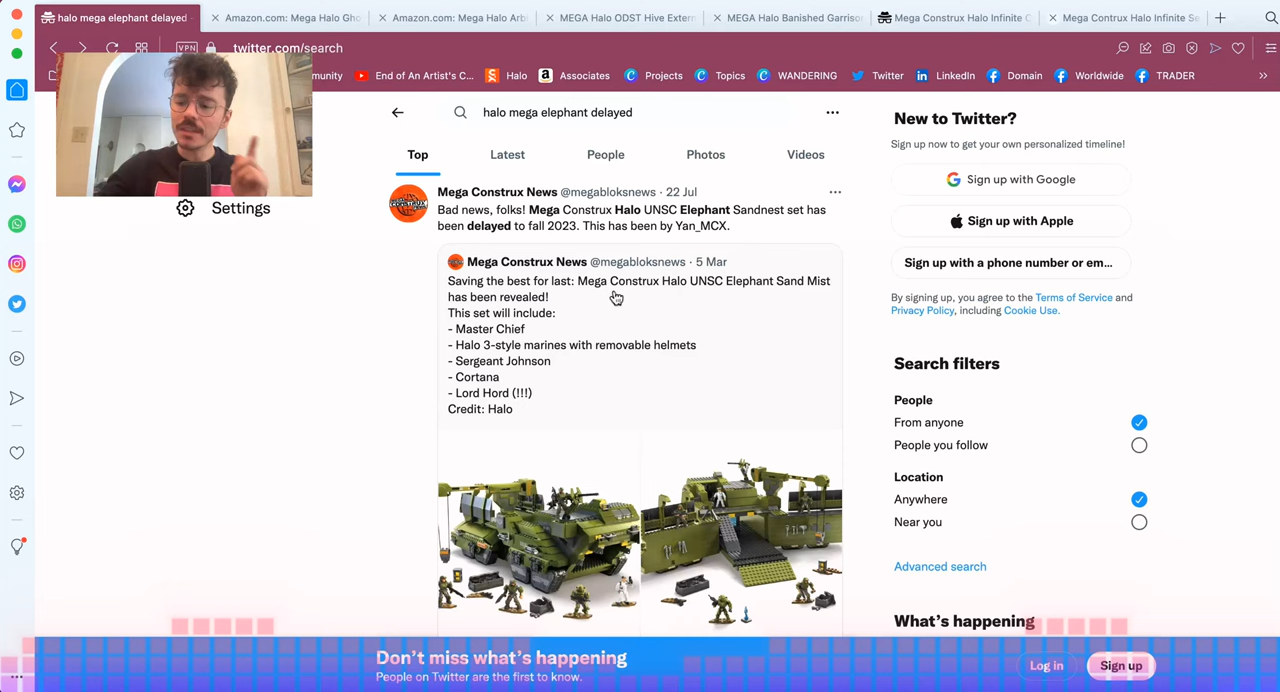 halo mega elephant delayed
Amazon.com: Mega Halo Gho
Amazon.com: Mega Halo Arbi
MEGA Halo ODST Hive Extern
MEGA Halo Banished Garrison
Mega Construx Halo Infinite C
Mega Contrux Halo Infinite Se
VPN
twitter.com/search
munity
End of An Artist's C...
Halo
Associates
Projects
Topics
WANDERING
Twitter
LinkedIn
Domain
Worldwide
TRADER
Settings
halo mega elephant delayed
Top
Latest
People
Photos
Videos
Mega Construx News @megabloksnews · 22 Jul
Bad news, folks! Mega Construx Halo UNSC Elephant Sandnest set has
been delayed to fall 2023. This has been by Yan_MCX.
Mega Construx News @megabloksnews · 5 Mar
Saving the best for last: Mega Construx Halo UNSC Elephant Sand Mist
has been revealed!
This set will include:
- Master Chief
- Halo 3-style marines with removable helmets
- Sergeant Johnson
- Cortana
- Lord Hord (!!!)
Credit: Halo
New to Twitter?
Sign up now to get your own personalized timeline!
Sign up with Google
Sign up with Apple
Sign up with a phone number or em...
By signing up, you agree to the Terms of Service and
Privacy Policy, including Cookie Use.
Search filters
People
From anyone
People you follow
Location
Anywhere
Near you
Advanced search
What's happening
Don't miss what's happening
People on Twitter are the first to know.
Log in
Sign up